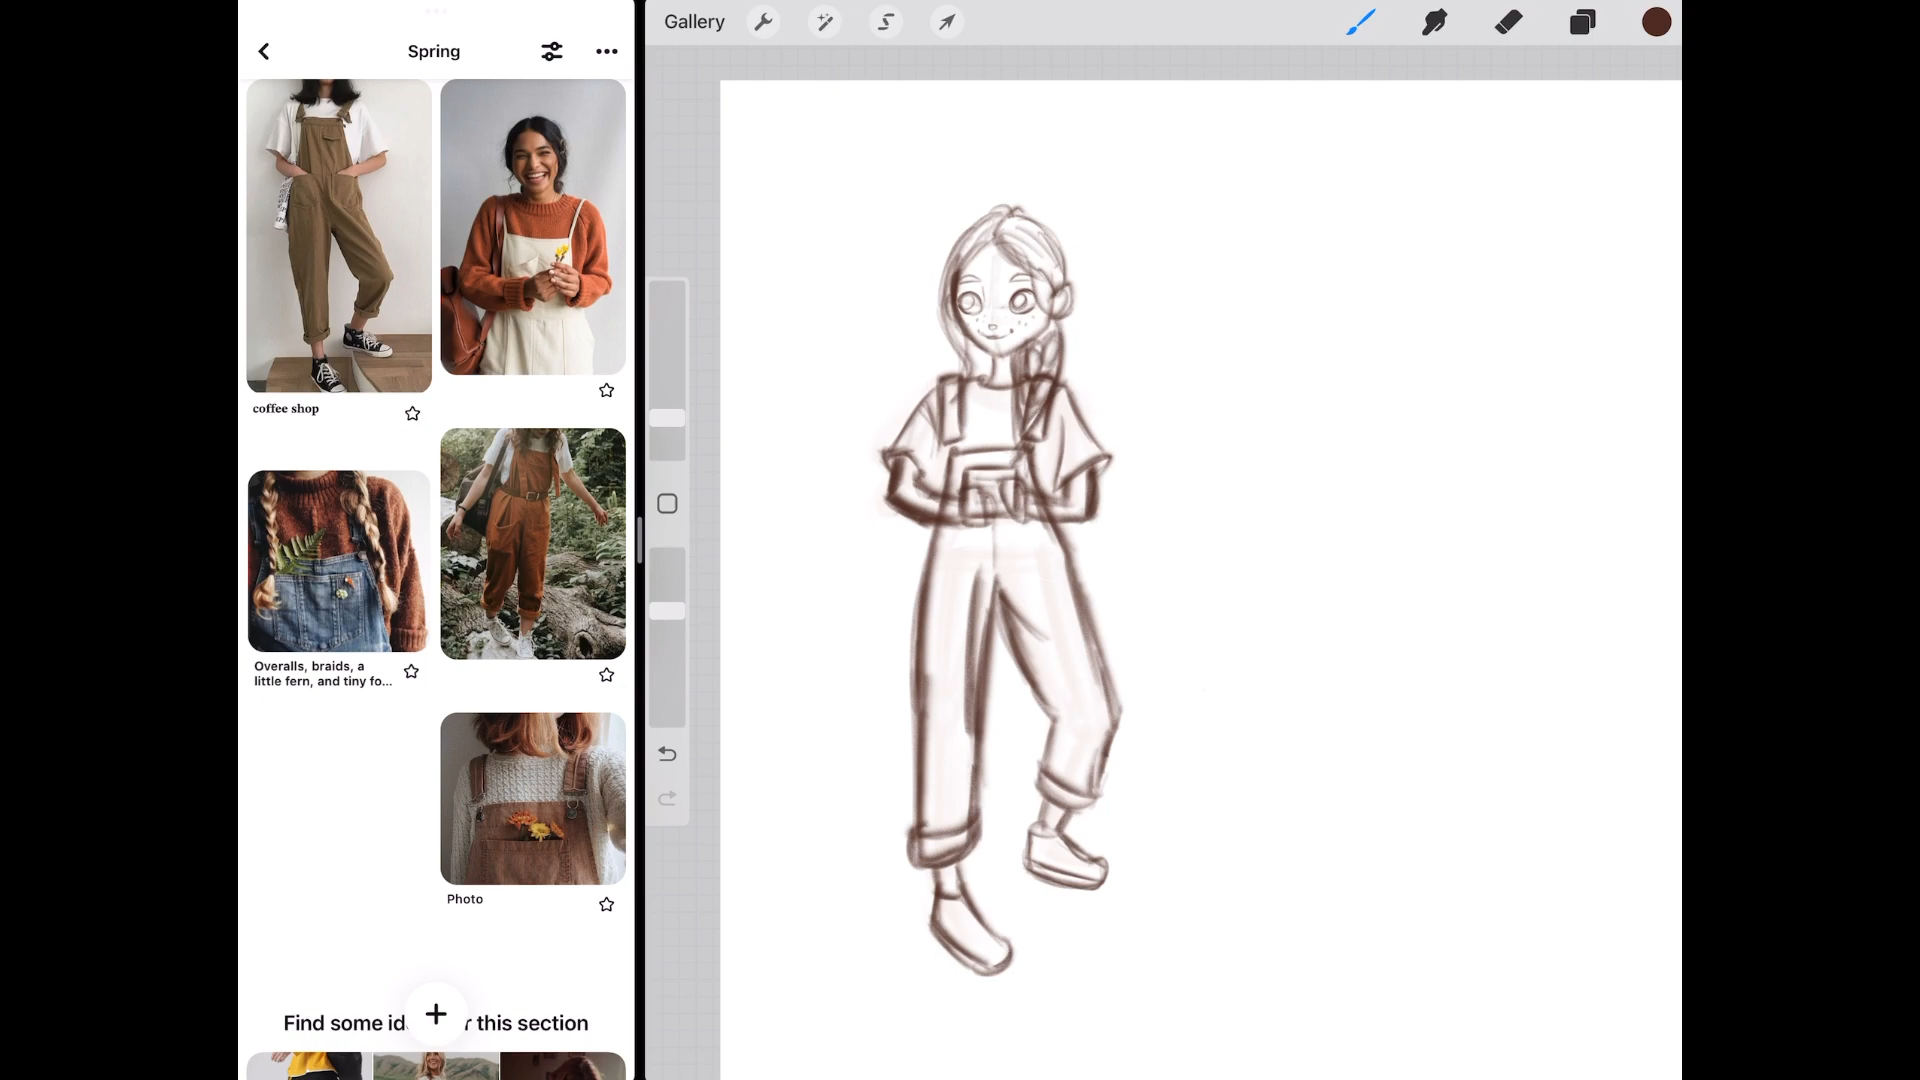 Spring
Gallery
coffee shop
Overalls, braids, a
little fern, and tiny fo...
Photo
Find some id
r this section